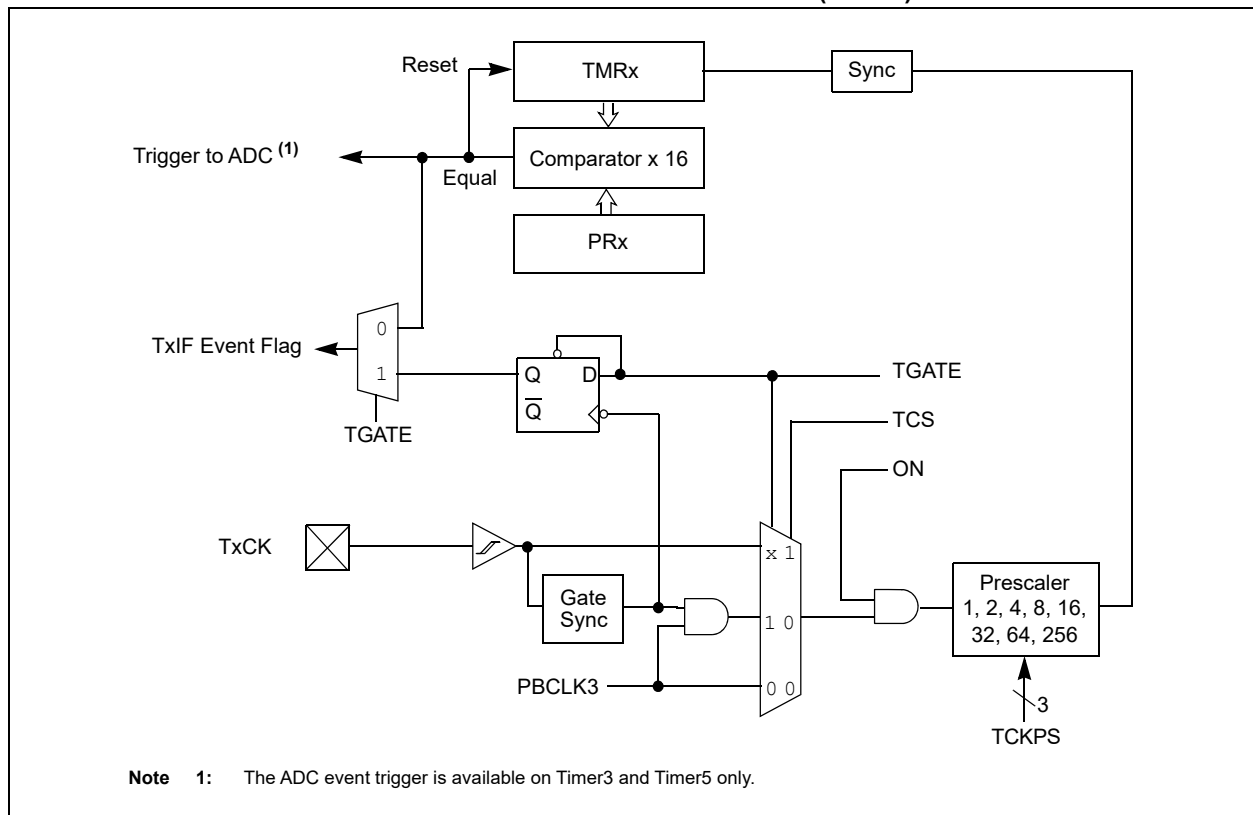 Reset
TMRx
Sync
Trigger to ADC (1)
Equal
Comparator x 16
PRx
0
TxIF Event Flag
1
TGATE
Q
D
Q
TGATE
TCS
ON
TxCK
x 1
Gate
Sync
1 0
Prescaler
1, 2, 4, 8, 16,
32, 64, 256
PBCLK3
0 0
3
TCKPS
Note 1: The ADC event trigger is available on Timer3 and Timer5 only.